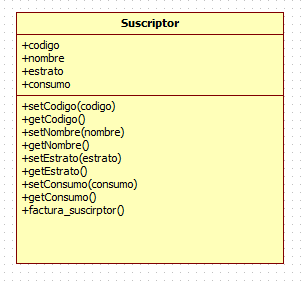 Suscriptor
+codigo
+nombre
+estrato
+consumo
+setCodigo(codigo)
+getCodigo()
+setNombre(nombre)
+getNombre()
+setEstrato(estrato)
+getEstrato()
+setConsumo(consumo)
+getConsumo()
+factura_suscirptor()